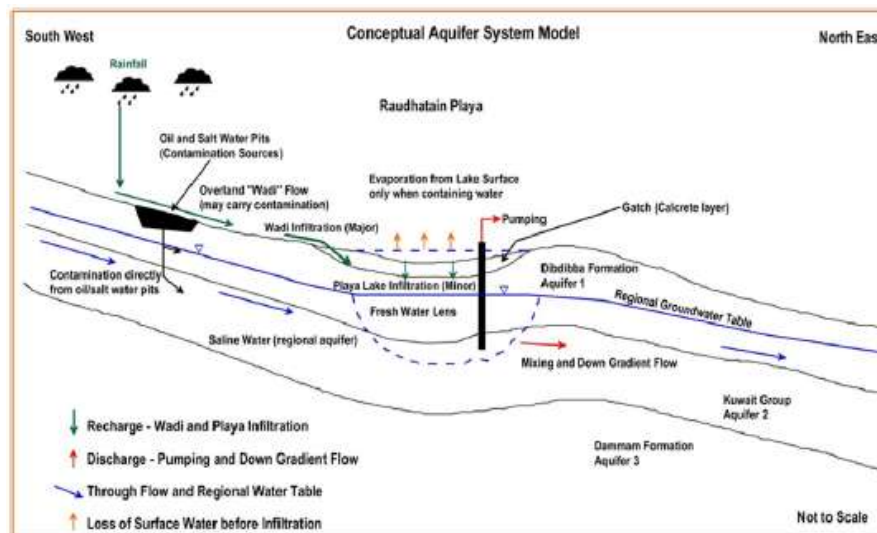 Conceptual Aquifer System Model
South West
North East
Rainfall
Raudhatain Playa
Oil and Salt Water Pits
(Contamination Sources)
Evaporation from Lake Surface
only when containing water
Overland "Wadi" Flow
(may carry contamination)
Gatch (Calcrete layer)
Pumping
Wadi Infiltration (Major)
Dibdibba Formation
Aquifer 1
Contamination directly
from oil/salt water pits
Playa Lake Infiltration (Minor)
Regional Groundwater Table
Fresh Water Lens
Saline Water (regional aquifer)
Mixing and Down Gradient Flow
Kuwait Group
Aquifer 2
Dammam Formation
Aquifer 3
Recharge - Wadi and Playa Infiltration
Discharge - Pumping and Down Gradient Flow
Through Flow and Regional Water Table
Loss of Surface Water before Infiltration
Not to Scale